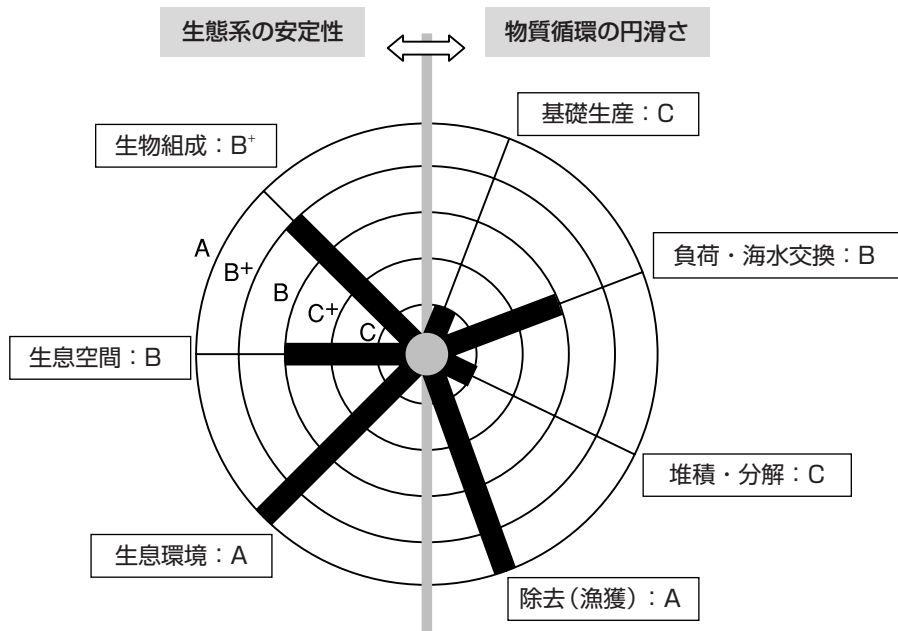 生態系の安定性
物質循環の円滑さ
基礎生産：C
生物組成：B⁺
負荷・海水交換：B
A
B+
B
C+
C
生息空間：B
堆積・分解：C
生息環境：A
除去(漁獲)：A